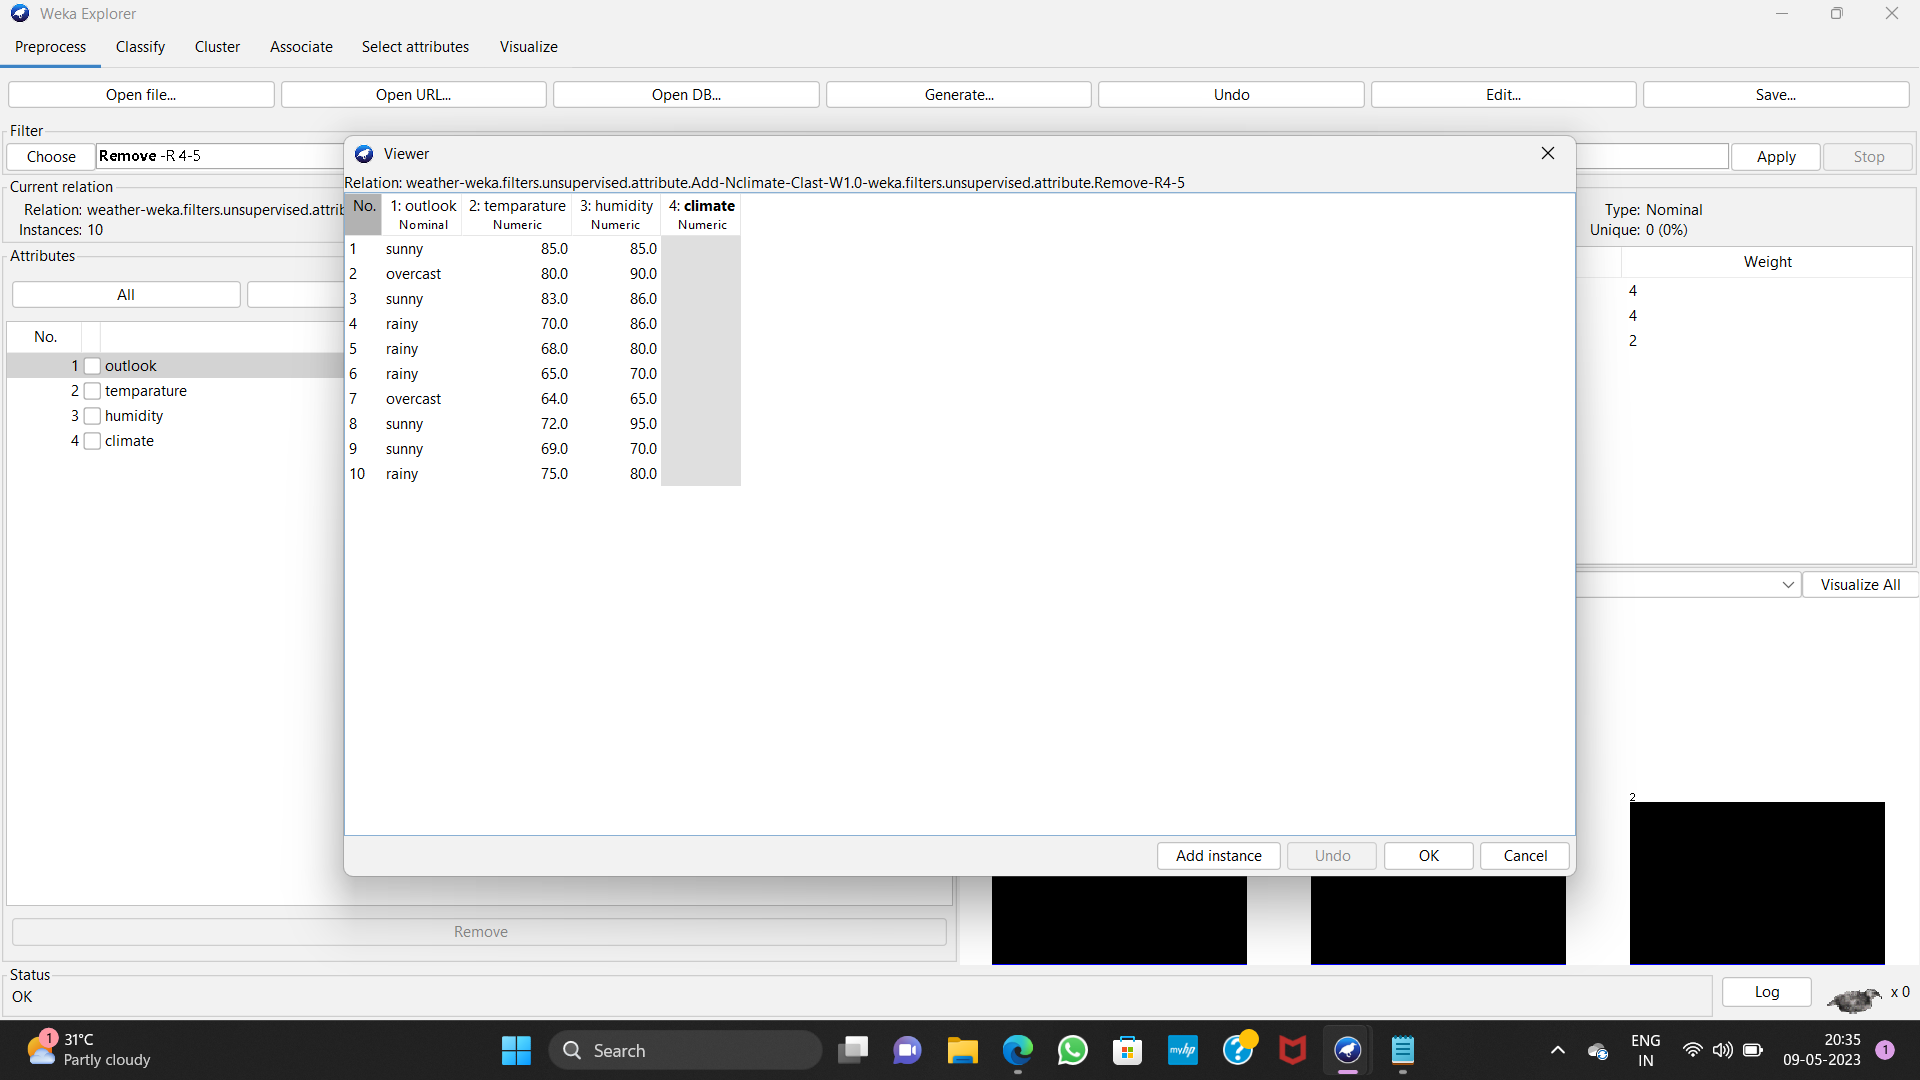 Weka Explorer
Preprocess Classify Cluster Associate Select attributes Visualize
Open file... Open URL... Open DB... Generate... Undo Edit... Save...
Filter
Choose Remove -R 4-5 Apply Stop
Current relation
Relation: weather-weka.filters.unsupervised.attrib
Instances: 10
Type: Nominal
Unique: 0 (0%)
Attributes
All
No.
1 outlook
2 temparature
3 humidity
4 climate
Remove
Viewer
Relation: weather-weka.filters.unsupervised.attribute.Add-Nclimate-Clast-W1.0-weka.filters.unsupervised.attribute.Remove-R4-5
No. 1: outlook 2: temparature 3: humidity 4: climate
Nominal Numeric Numeric Numeric
1 sunny 85.0 85.0
2 overcast 80.0 90.0
3 sunny 83.0 86.0
4 rainy 70.0 86.0
5 rainy 68.0 80.0
6 rainy 65.0 70.0
7 overcast 64.0 65.0
8 sunny 72.0 95.0
9 sunny 69.0 70.0
10 rainy 75.0 80.0
Add instance Undo OK Cancel
Weight
4
4
2
Visualize All
2
Status
OK
Log x 0
1
31°C
Partly cloudy
Search
myhp
ENG
IN
20:35
09-05-2023
1